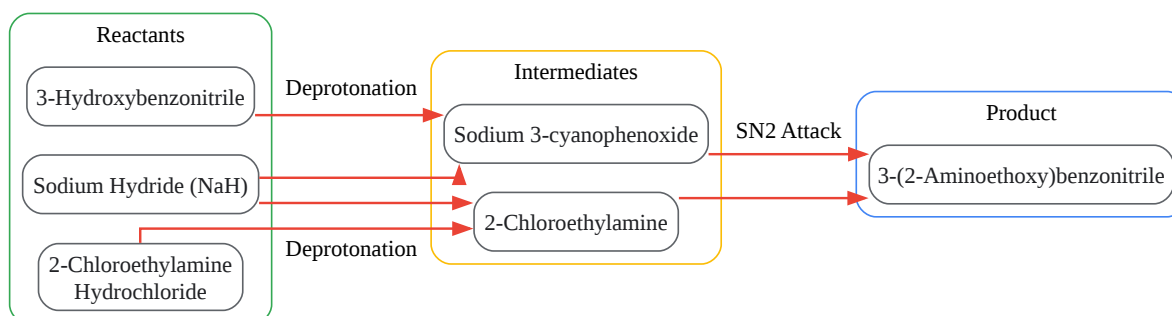 Reactants
3-Hydroxybenzonitrile
Sodium Hydride (NaH)
2-Chloroethylamine
Hydrochloride
Deprotonation
Deprotonation
Intermediates
Sodium 3-cyanophenoxide
2-Chloroethylamine
SN2 Attack
Product
3-(2-Aminoethoxy)benzonitrile